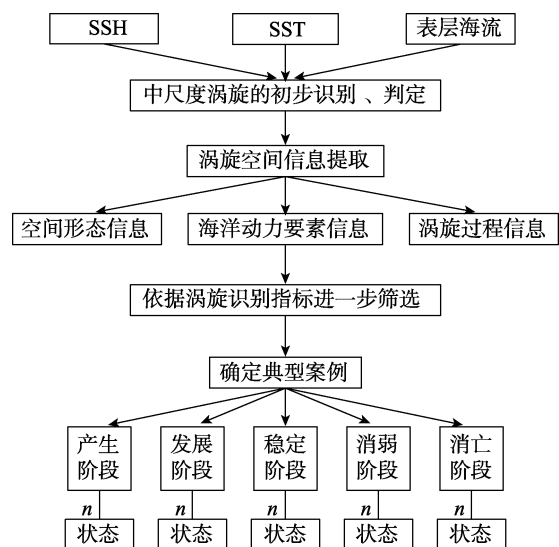 SSH
SST
表层海流
中尺度涡旋的初步识别、判定
涡旋空间信息提取
空间形态信息
海洋动力要素信息
涡旋过程信息
依据涡旋识别指标进一步筛选
确定典型案例
产生
阶段
发展
阶段
稳定
阶段
消弱
阶段
消亡
阶段
n
n
n
n
n
状态
状态
状态
状态
状态